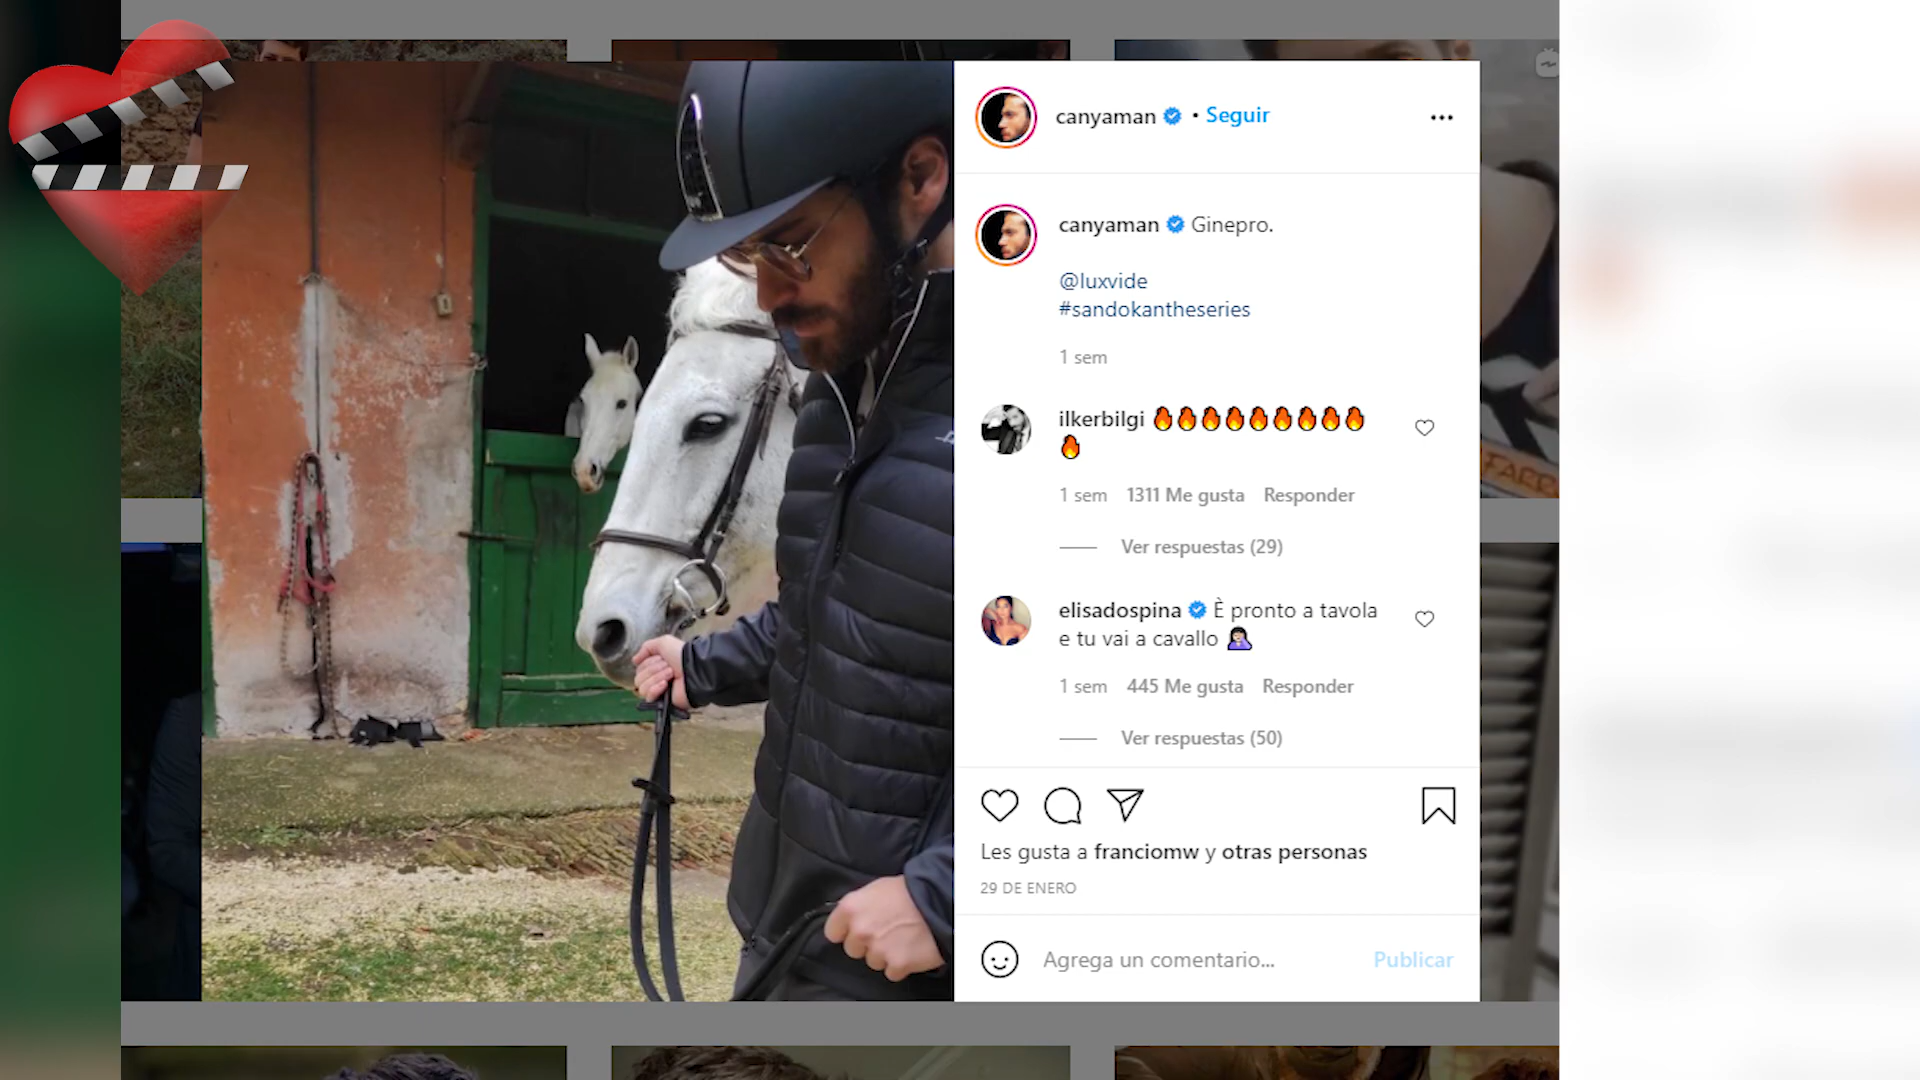 canyaman • Seguir
canyaman Ginepro.
@luxvide
#sandokantheseries
1 sem
ilkerbilgi 🔥🔥🔥🔥🔥🔥🔥🔥🔥
🔥
1 sem 1311 Me gusta Responder
Ver respuestas (29)
elisadospina È pronto a tavola
e tu vai a cavallo 🤦🏻‍♀️
1 sem 445 Me gusta Responder
Ver respuestas (50)
Les gusta a franciomw y otras personas
29 DE ENERO
Agrega un comentario... Publicar